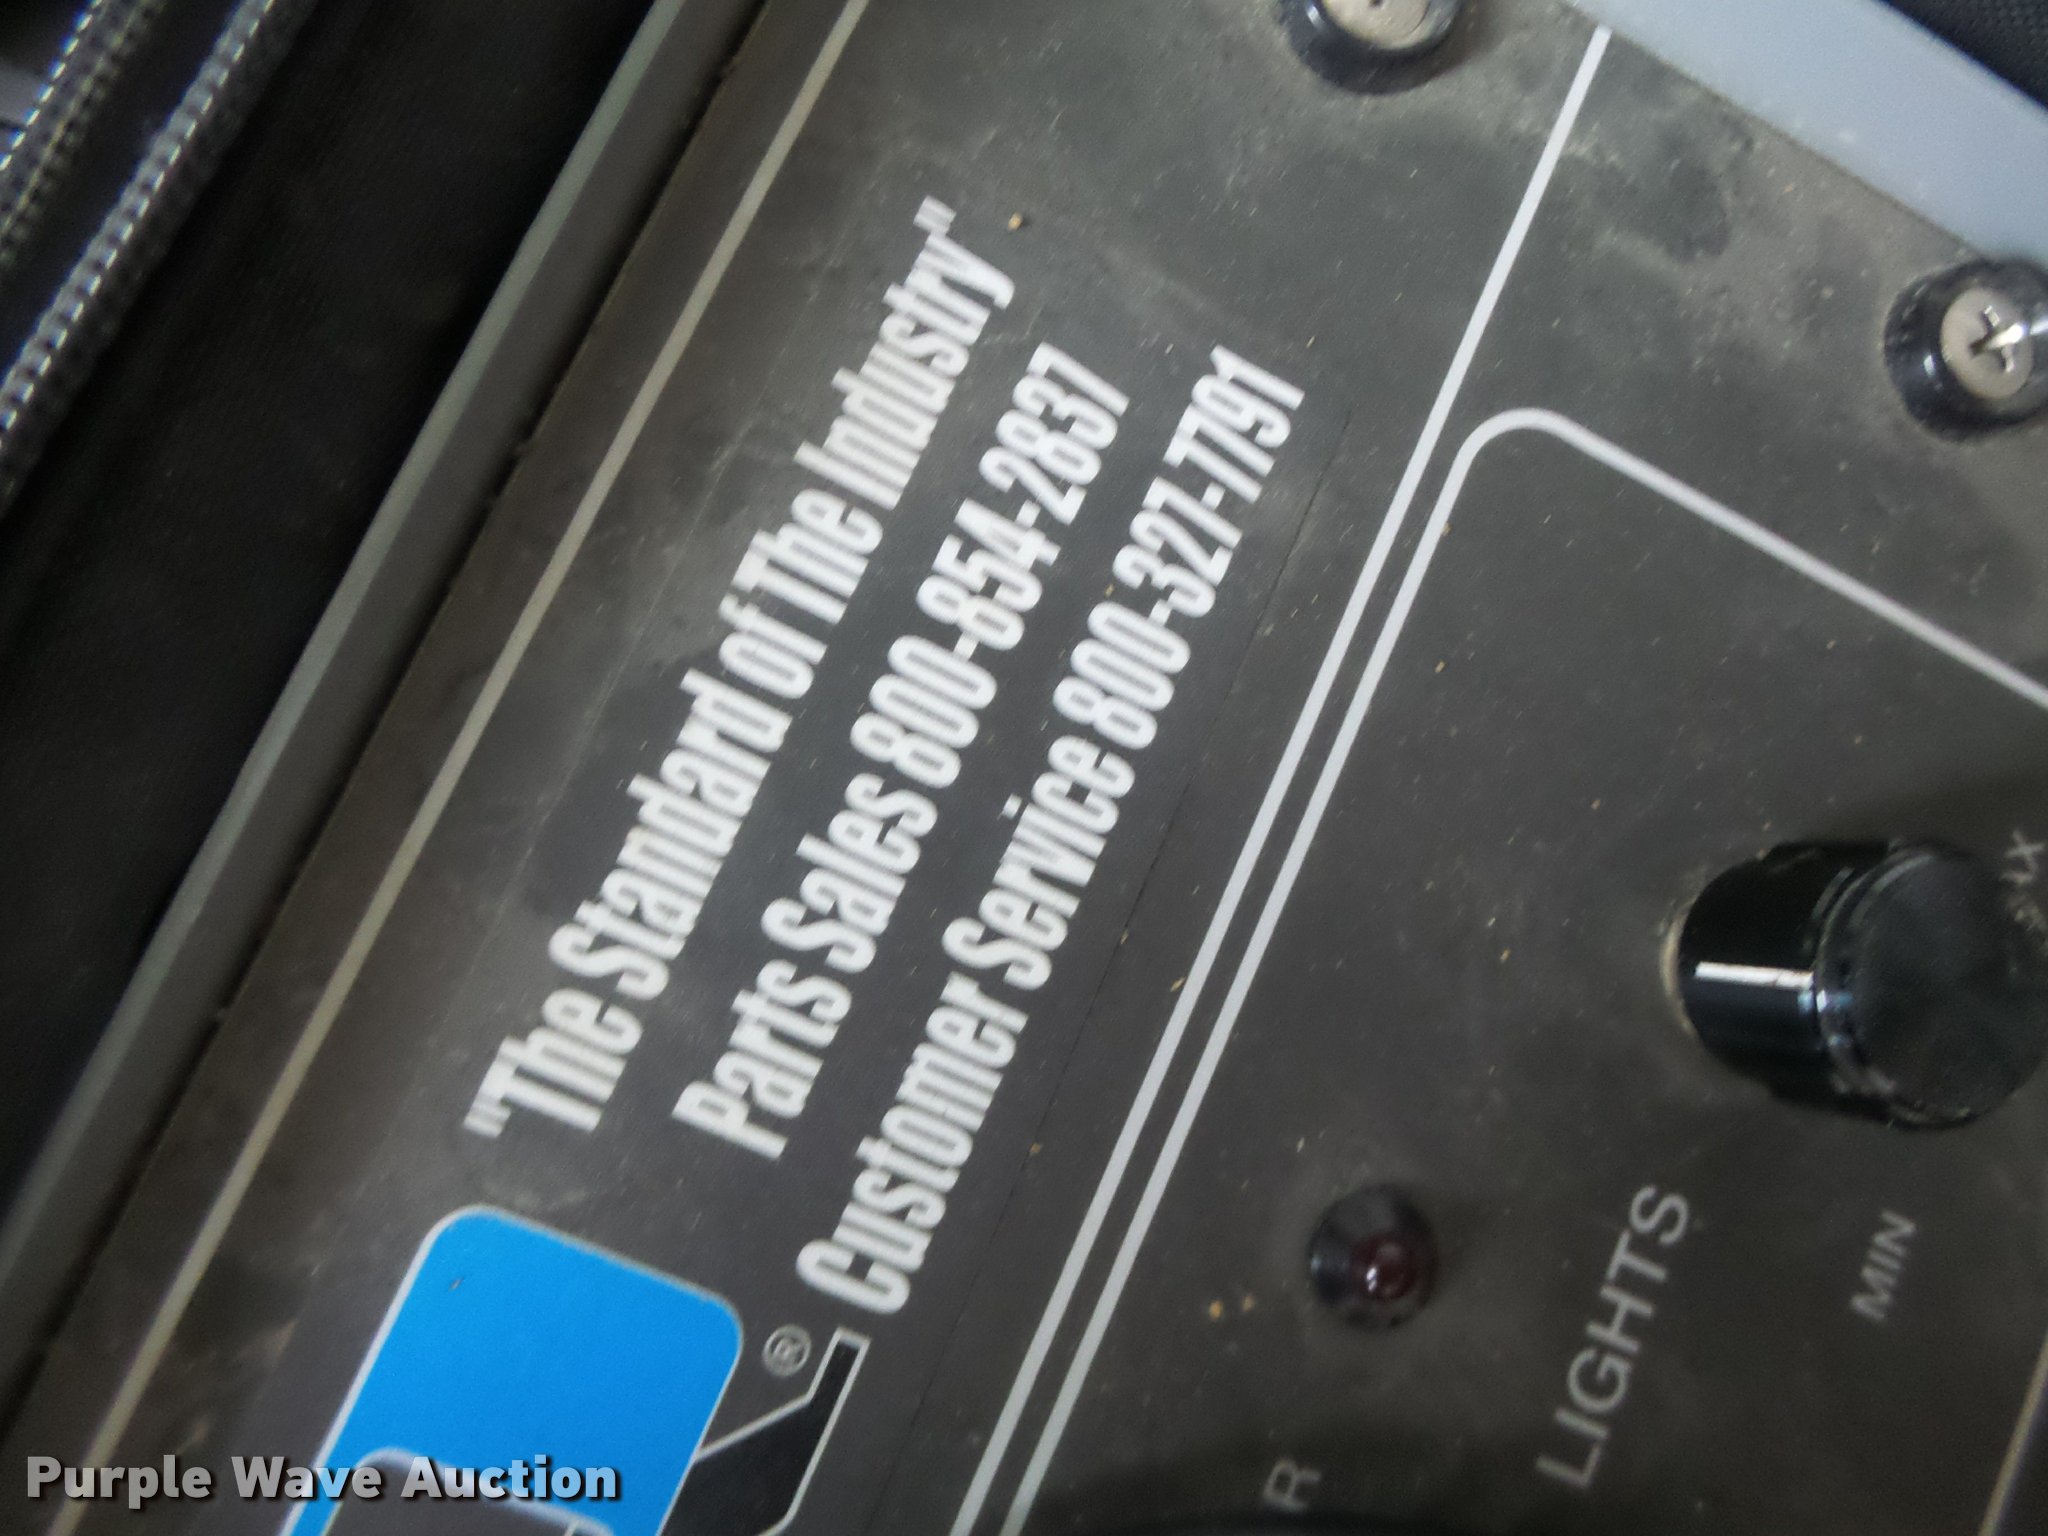 "The Standard of The Industry"
Parts Sales 800-854-2837
Customer Service 800-327-7791
®
LIGHTS
MIN
R
Purple Wave Auction